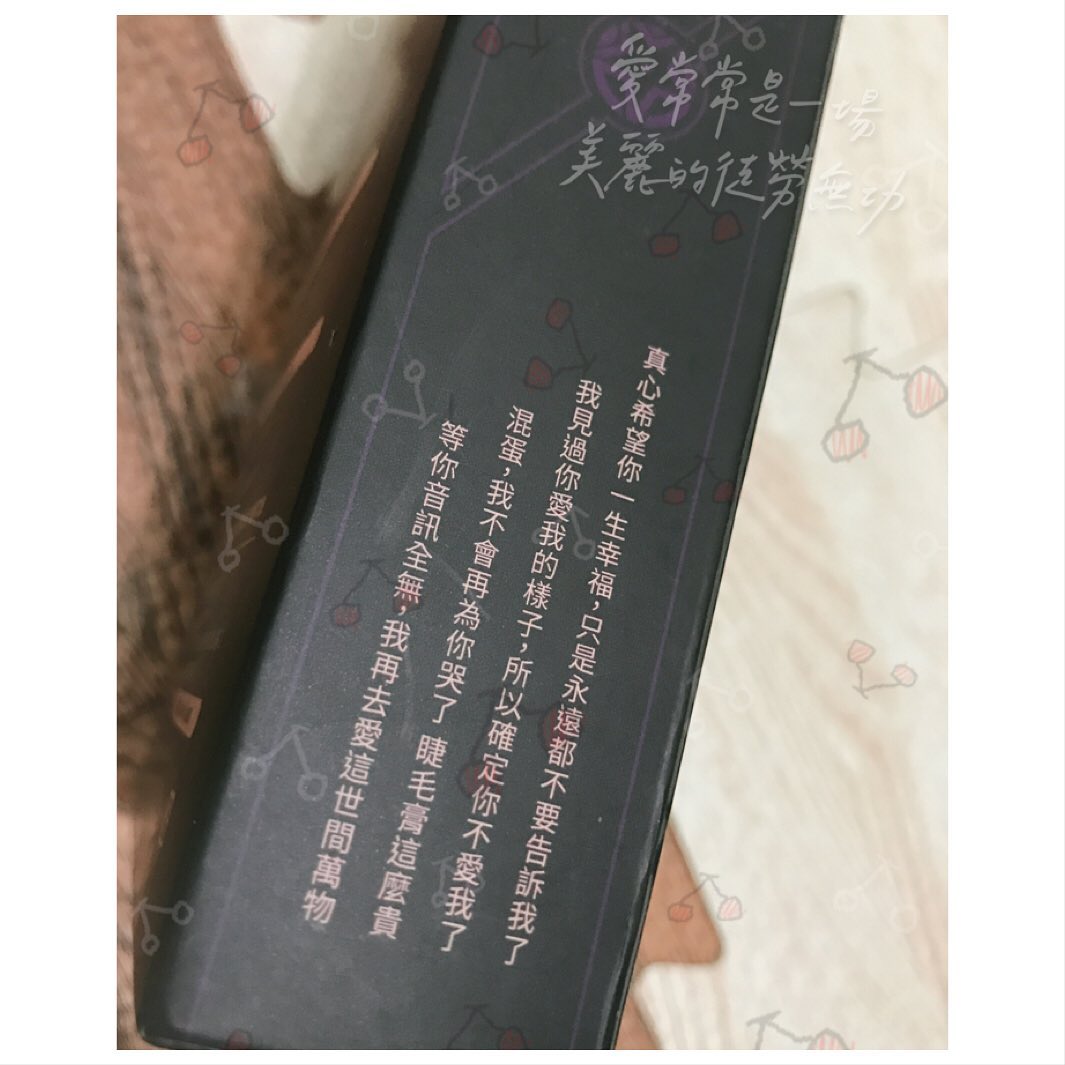 愛常常是一場
美麗的徒勞無功
真心希望你一生幸福，只是永遠都不要告訴我了
我見過你愛我的樣子，所以確定你不愛我了
混蛋，我不會再為你哭了 睫毛膏這麼貴
等你音訊全無，我再去愛這世間萬物